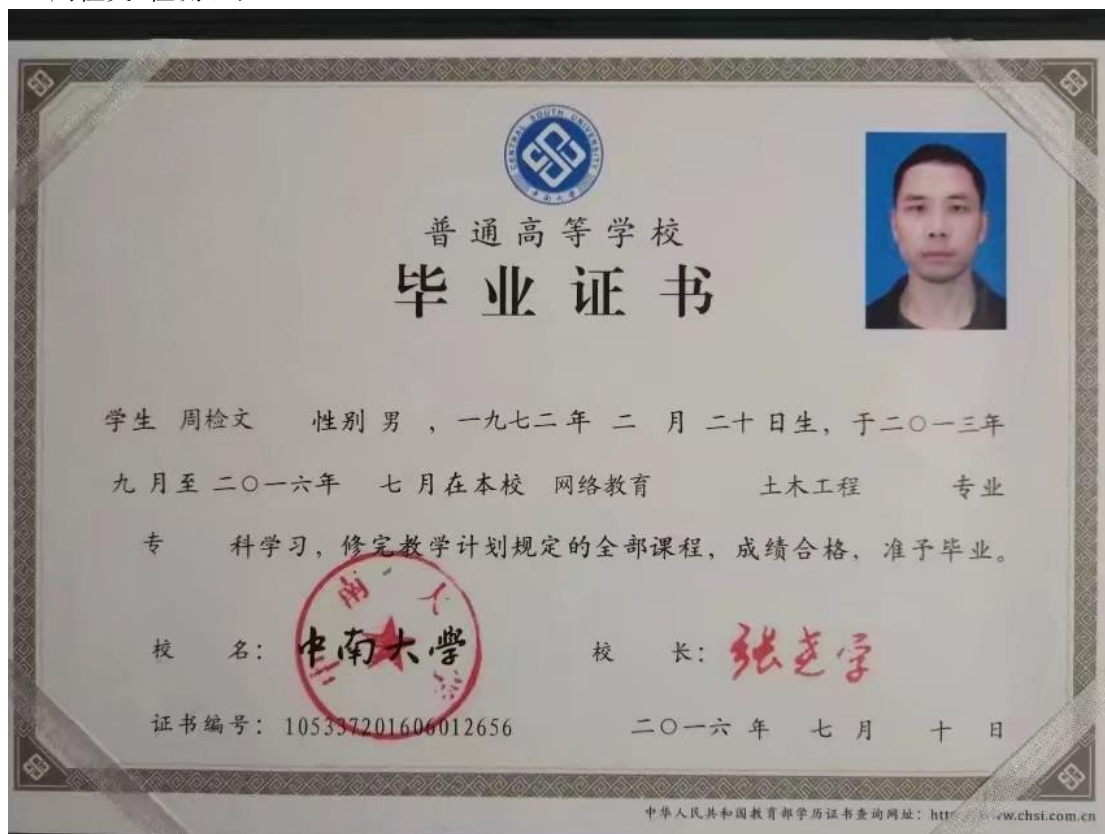 CENTRAL SOUTH UNIVERSITY
中南大学
普通高等学校
毕业证书
学生 周检文 性别 男 ，一九七二年 二 月 二十日生，于二〇一三年
九月至二〇一六年 七月在本校 网络教育 土木工程 专业
专 科学习，修完教学计划规定的全部课程，成绩合格，准予毕业。
校 名：中南大學 校 长：张尧学
证书编号：105337201606012656 二〇一六年 七月 十 日
中华人民共和国教育部学历证书查询网址：htt w.chsi.com.cn